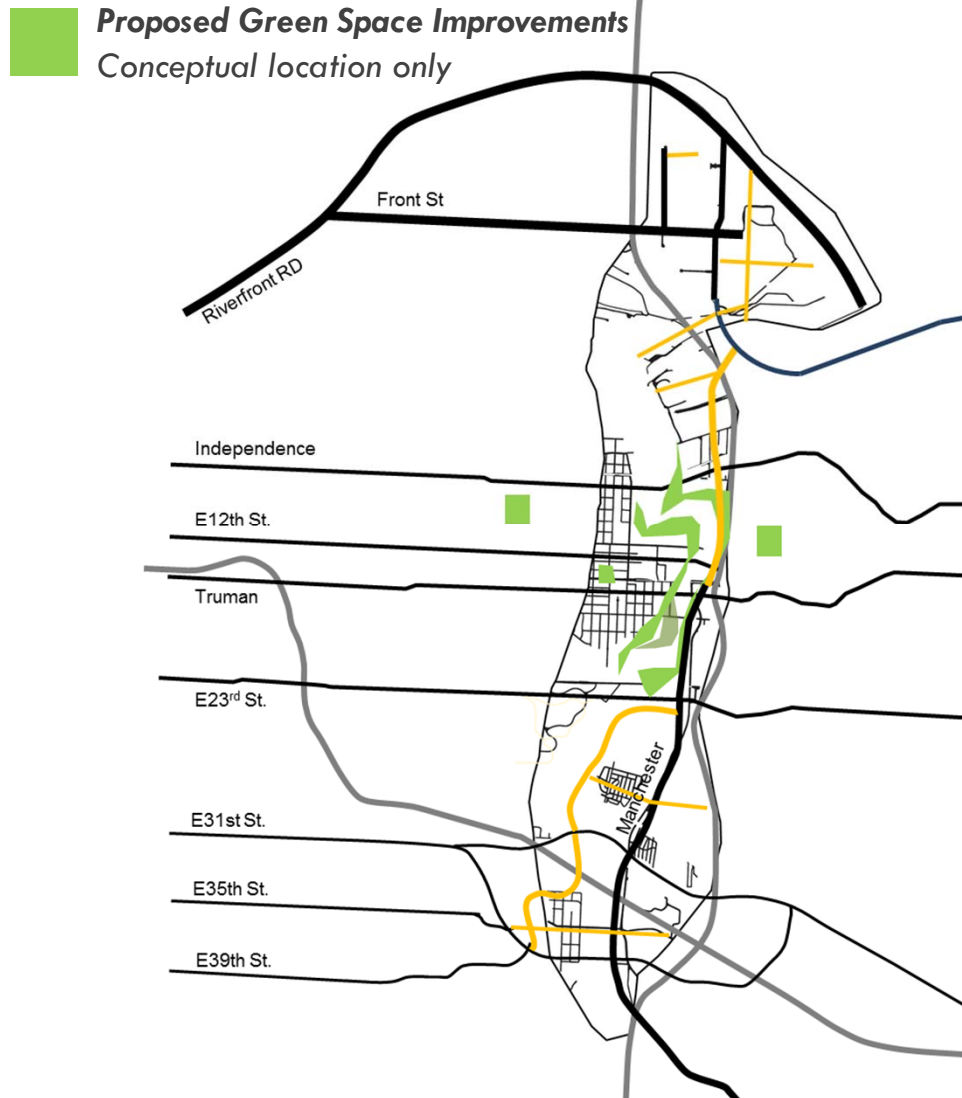 Proposed Green Space Improvements
Conceptual location only
Front St
Riverfront RD
Independence
E12th St.
Truman
E23rd St.
Manchester
E31st St.
E35th St.
E39th St.